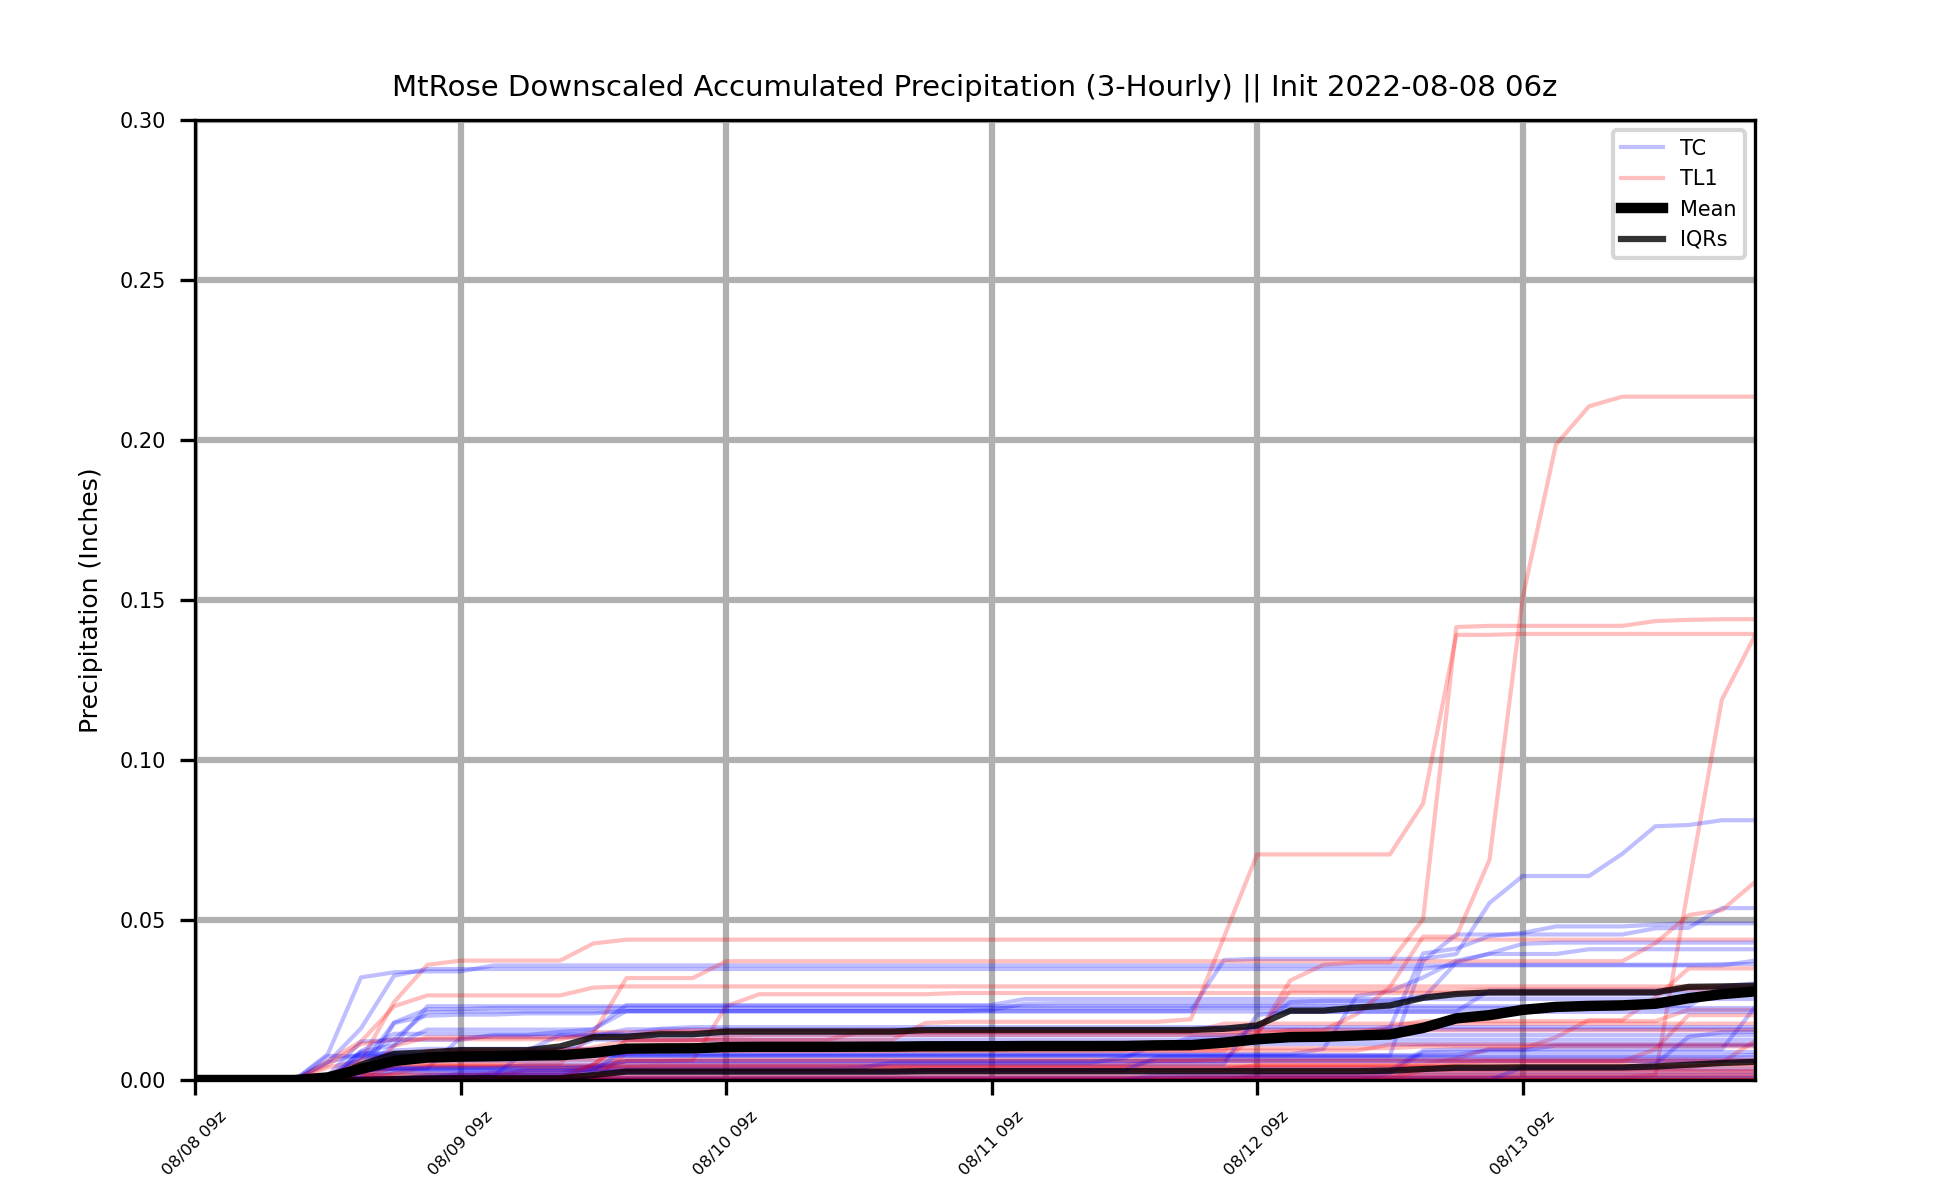 MtRose Downscaled Accumulated Precipitation (3-Hourly) || Init 2022-08-08 06z
0.30
0.25
0.20
0.15
0.10
0.05
0.00
Precipitation (Inches)
TC
TL1
Mean
IQRs
08/08 09z
08/09 09z
08/10 09z
08/11 09z
08/12 09z
08/13 09z